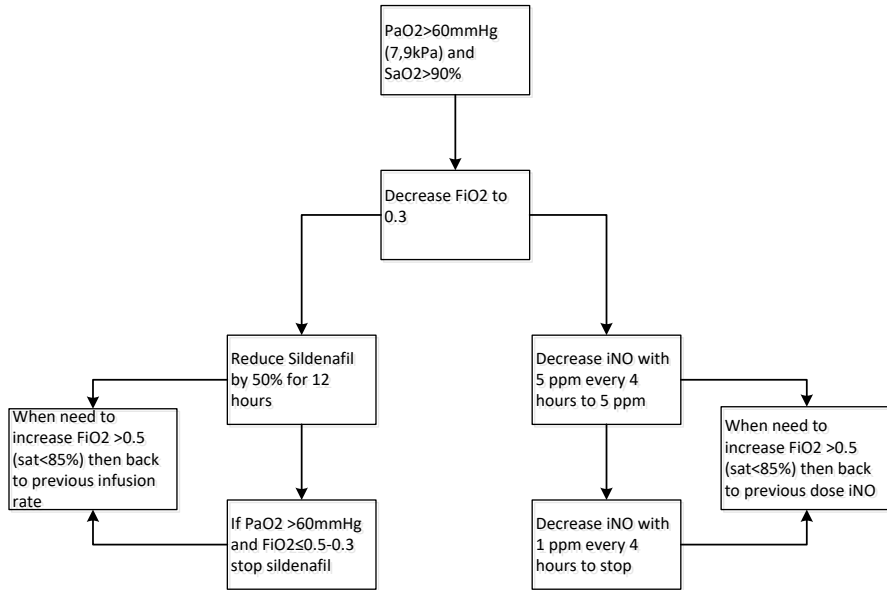 PaO2>60mmHg
(7,9kPa) and
SaO2>90%
Decrease FiO2 to
0.3
Reduce Sildenafil
by 50% for 12
hours
Decrease iNO with
5 ppm every 4
hours to 5 ppm
When need to
increase FiO2 >0.5
(sat<85%) then back
to previous infusion
rate
When need to
increase FiO2 >0.5
(sat<85%) then back
to previous dose iNO
If PaO2 >60mmHg
and FiO2≤0.5-0.3
stop sildenafil
Decrease iNO with
1 ppm every 4
hours to stop